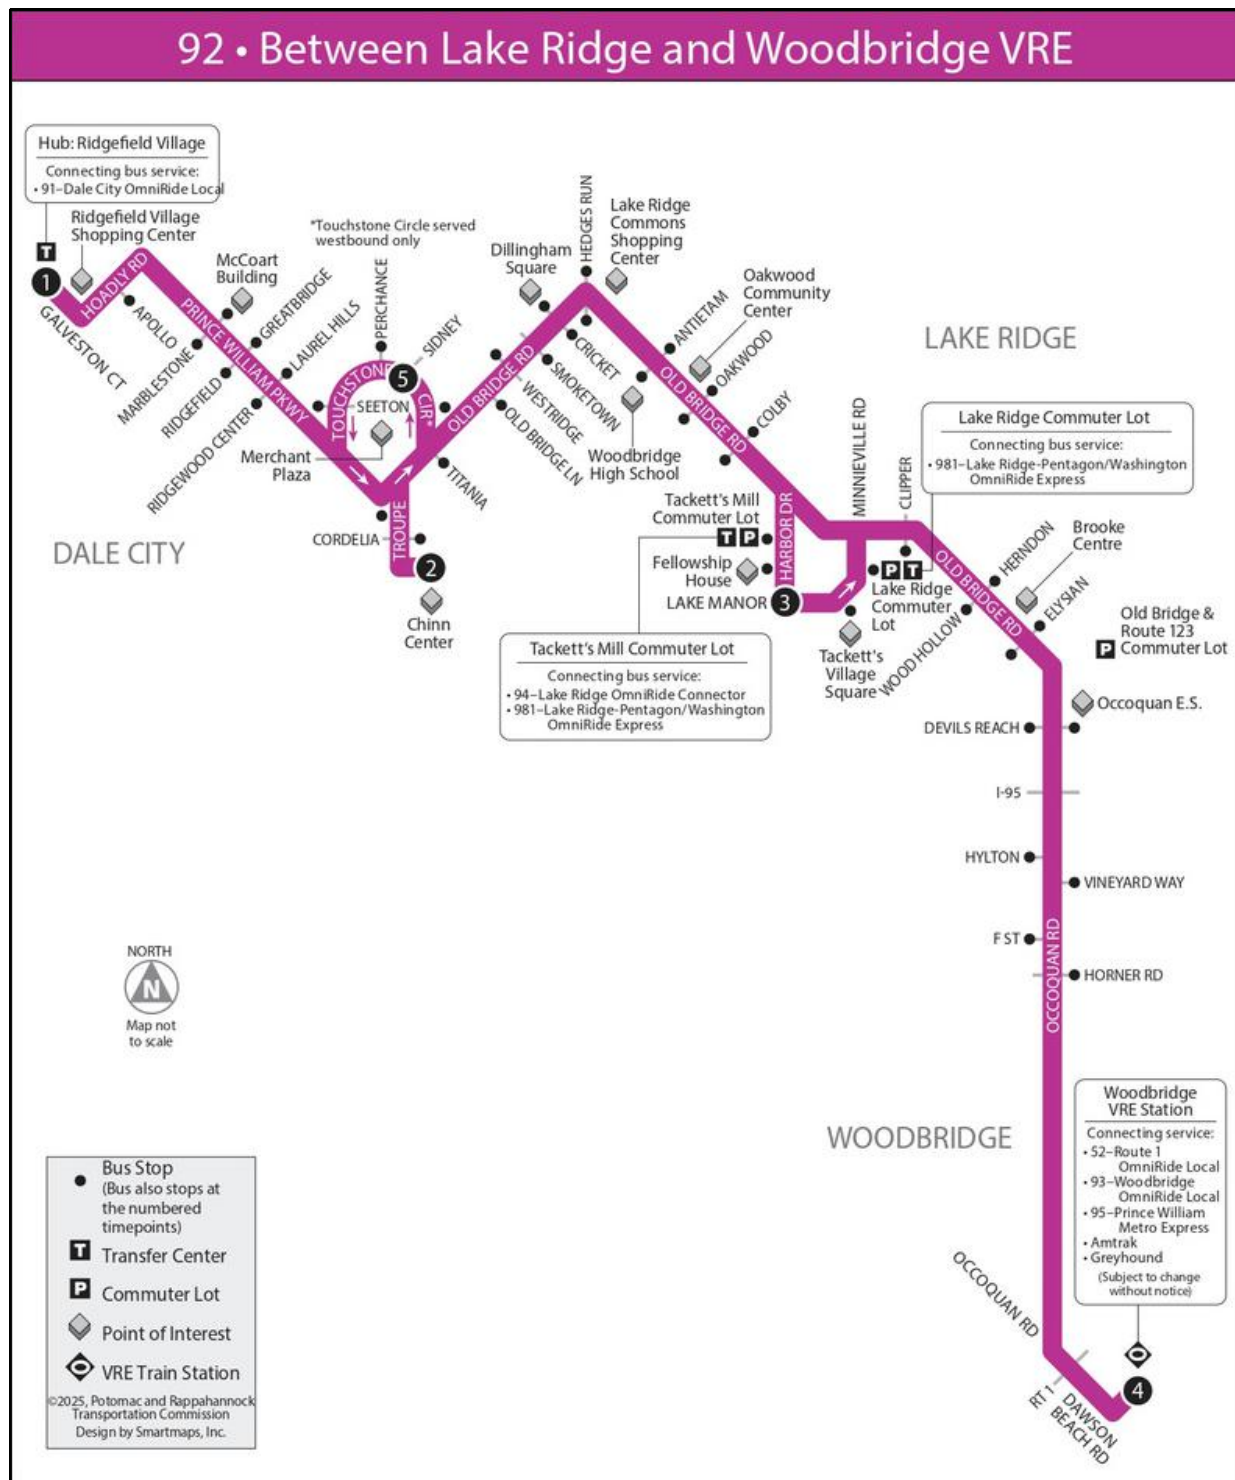 92 • Between Lake Ridge and Woodbridge VRE
Hub: Ridgefield Village
Connecting bus service:
• 91–Dale City OmniRide Local
T
1
Ridgefield Village
Shopping Center
HOADLY RD
GALVESTON CT
APOLLO
McCoart
Building
MARBLESTONE
PRINCE WILLIAM PKWY
GREATBRIDGE
RIDGEFIELD
LAUREL HILLS
RIDGEWOOD CENTER
*Touchstone Circle served
westbound only
PERCHANCE
SIDNEY
5
TOUCHSTONE
CIR*
SEETON
Merchant
Plaza
TITANIA
CORDELIA
TROUPE
2
Chinn
Center
DALE CITY
OLD BRIDGE RD
Dillingham
Square
HEDGES RUN
Lake Ridge
Commons
Shopping
Center
CRICKET
SMOKETOWN
WESTRIDGE
OLD BRIDGE LN
Woodbridge
High School
ANTIETAM
Oakwood
Community
Center
OAKWOOD
OLD BRIDGE RD
COLBY
LAKE RIDGE
MINNIEVILLE RD
CLIPPER
Lake Ridge Commuter Lot
Connecting bus service:
• 981–Lake Ridge-Pentagon/Washington
OmniRide Express
Tackett's Mill
Commuter Lot
T P
HARBOR DR
Fellowship
House
LAKE MANOR
3
P T
Lake Ridge
Commuter
Lot
Tackett's
Village
Square
Tackett's Mill Commuter Lot
Connecting bus service:
• 94–Lake Ridge OmniRide Connector
• 981–Lake Ridge-Pentagon/Washington
OmniRide Express
OLD BRIDGE RD
HERNDON
WOOD HOLLOW
Brooke
Centre
ELYSIAN
Old Bridge &
Route 123
P Commuter Lot
Occoquan E.S.
DEVILS REACH
I-95
HYLTON
VINEYARD WAY
F ST
HORNER RD
OCCOQUAN RD
NORTH
N
Map not
to scale
WOODBRIDGE
Woodbridge
VRE Station
Connecting service:
• 52–Route 1
OmniRide Local
• 93–Woodbridge
OmniRide Local
• 95–Prince William
Metro Express
• Amtrak
• Greyhound
(Subject to change
without notice)
OCCOQUAN RD
RT 1
DAWSON
BEACH RD
4
Bus Stop
(Bus also stops at
the numbered
timepoints)
T Transfer Center
P Commuter Lot
Point of Interest
VRE Train Station
©2025, Potomac and Rappahannock
Transportation Commission
Design by Smartmaps, Inc.